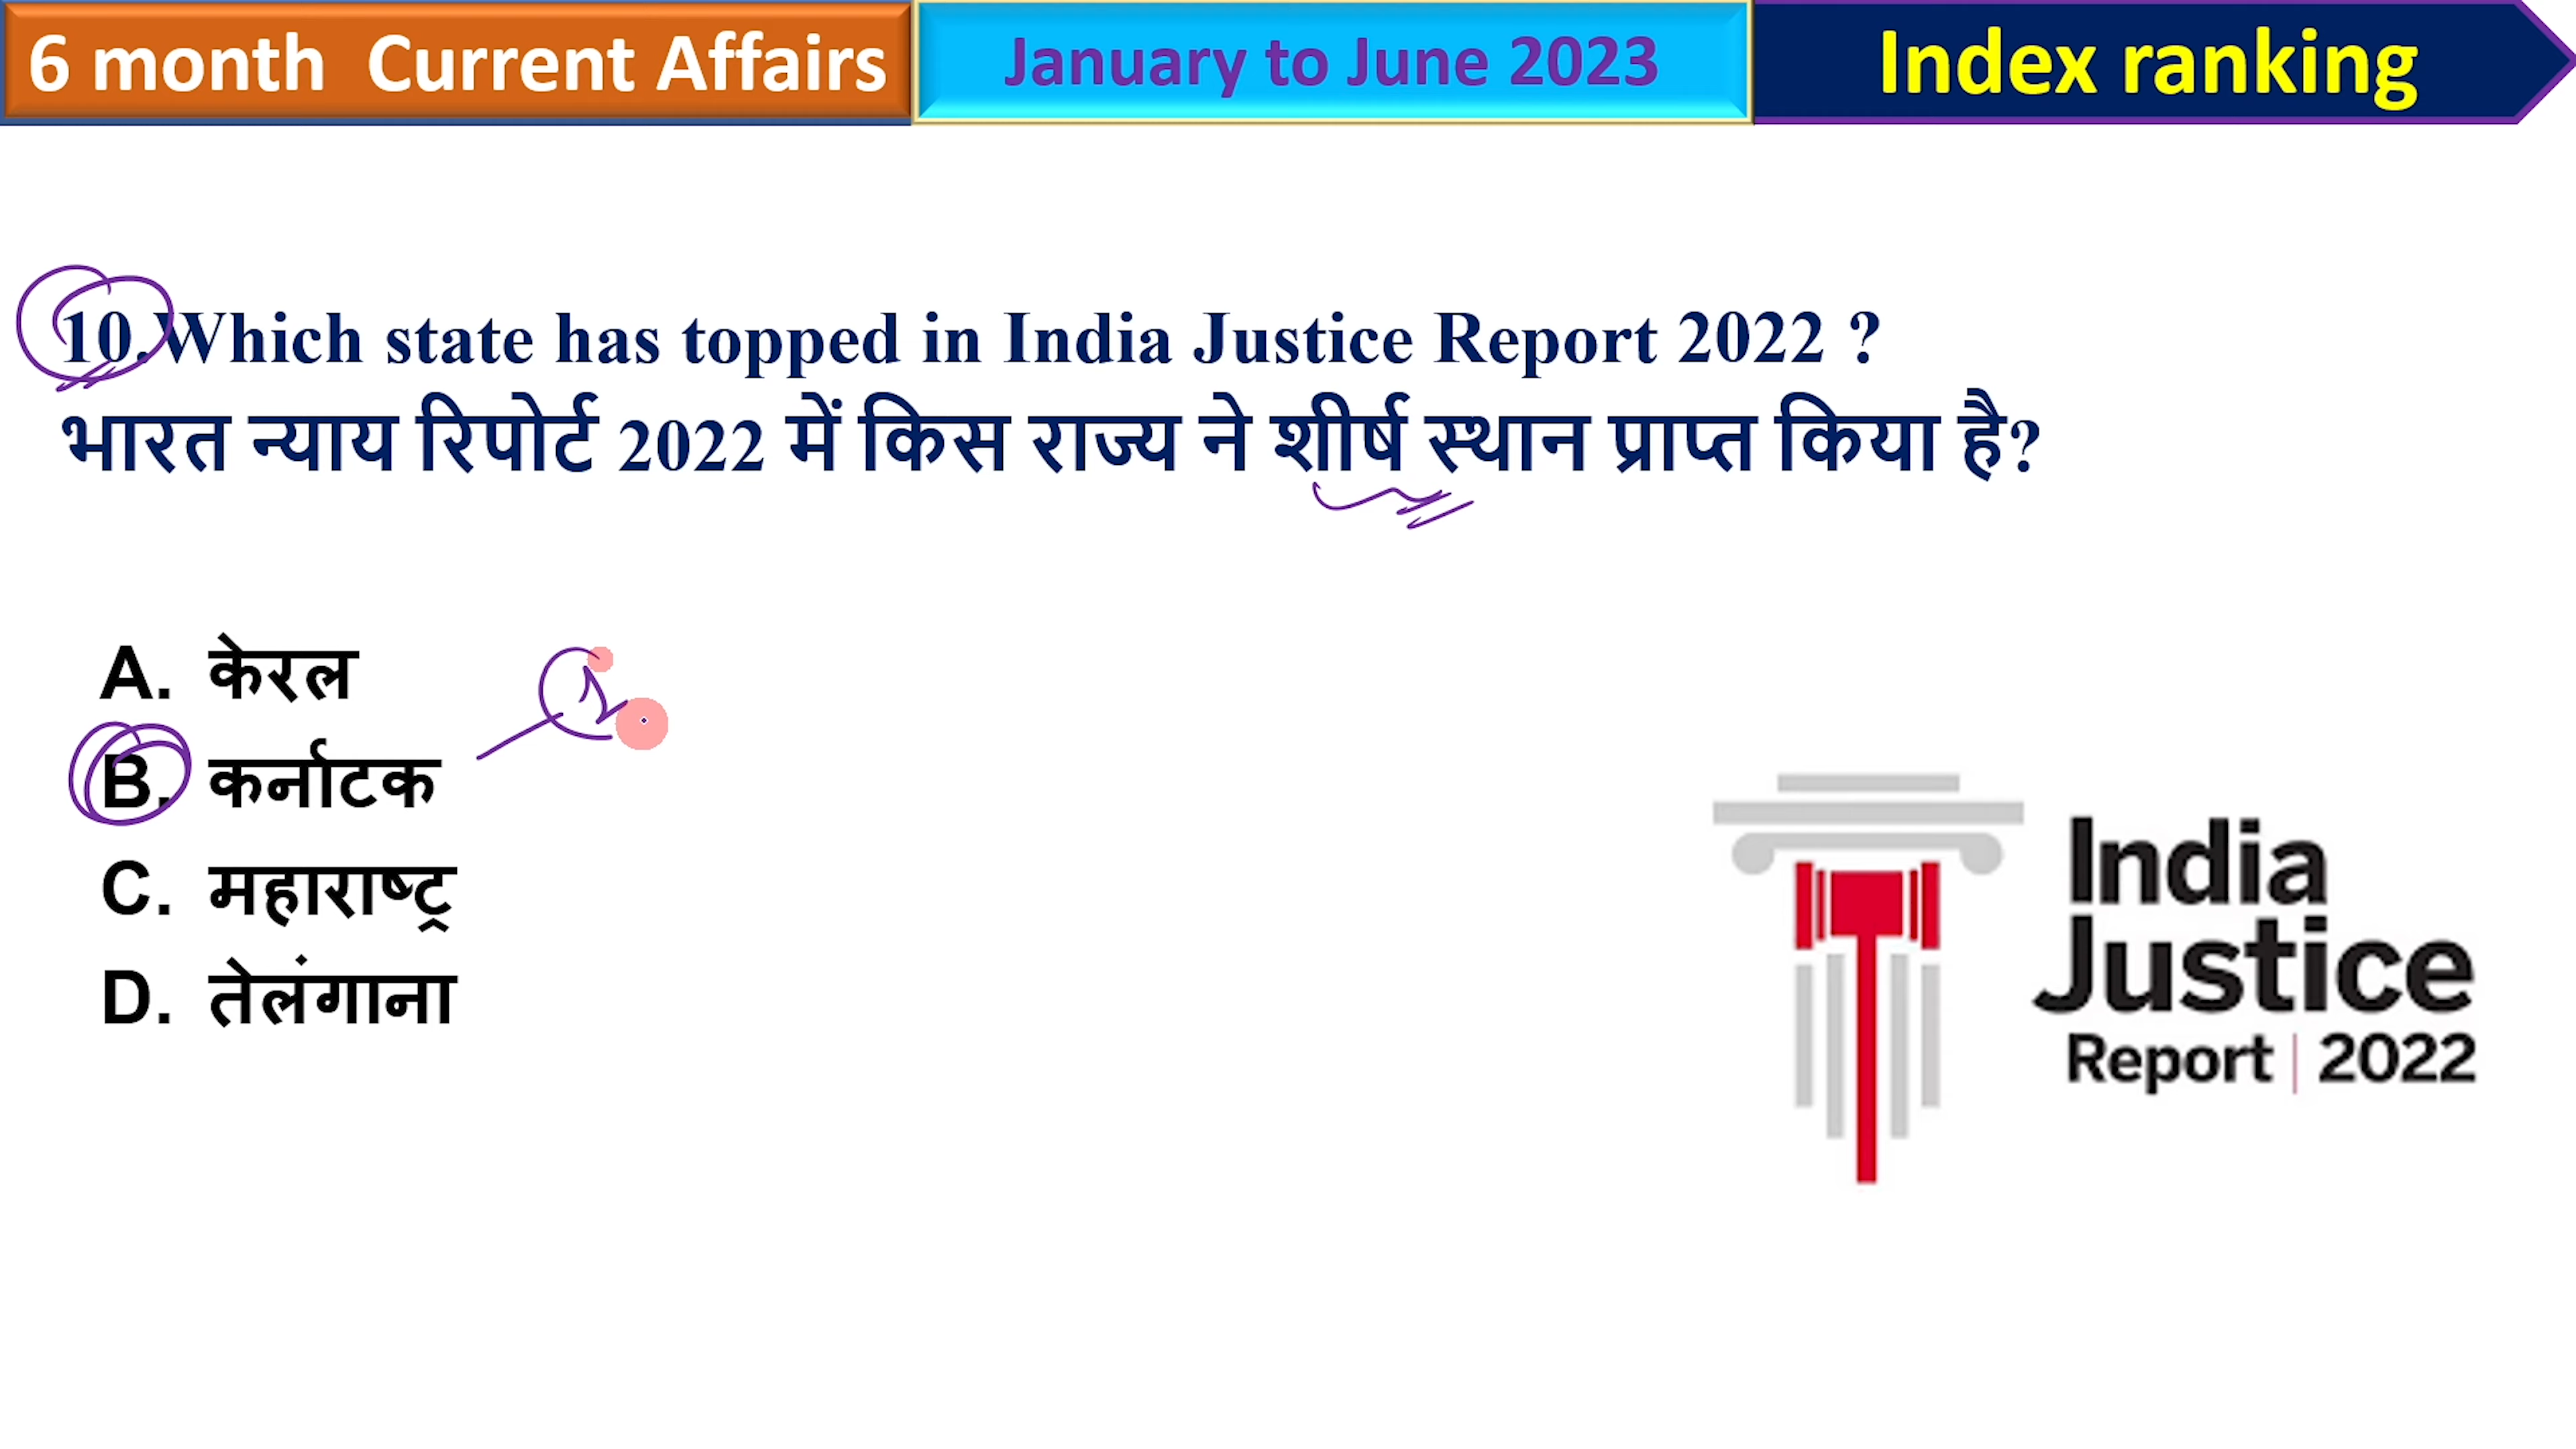 6 month Current Affairs
January to June 2023
Index ranking
10.Which state has topped in India Justice Report 2022 ?
भारत न्याय रिपोर्ट 2022 में किस राज्य ने शीर्ष स्थान प्राप्त किया है?
A. केरल
B. कर्नाटक
C. महाराष्ट्र
D. तेलंगाना
India
Justice
Report | 2022